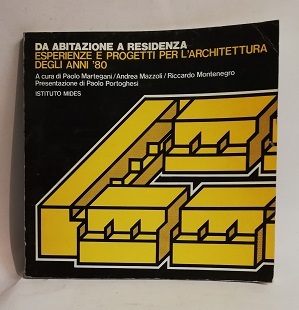 DA ABITAZIONE A RESIDENZA
ESPERIENZE E PROGETTI PER L'ARCHITETTURA
DEGLI ANNI '80
A cura di Paolo Martegani/Andrea Mazzoli/Riccardo Montenegro
Presentazione di Paolo Portoghesi
ISTITUTO MIDES